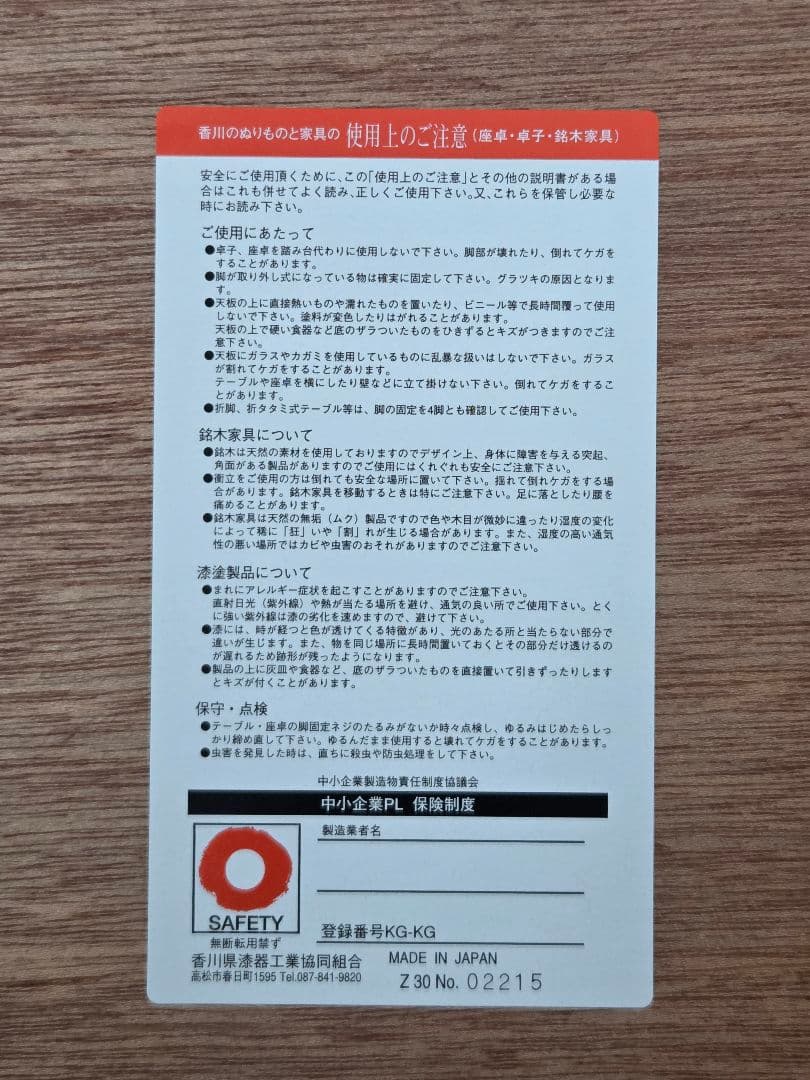 香川のぬりものと家具の 使用上のご注意（座卓・卓子・銘木家具）
安全にご使用頂くために、この「使用上のご注意」とその他の説明書がある場
合はこれも併せてよく読み、正しくご使用下さい。又、これらを保管し必要な
時にお読み下さい。
ご使用にあたって
●卓子、座卓を踏み台代わりに使用しないで下さい。脚部が壊れたり、倒れてケガを
することがあります。
●脚が取り外し式になっている物は確実に固定して下さい。グラツキの原因となりま
す。
●天板の上に直接熱いものや濡れたものを置いたり、ビニール等で長時間覆って使用
しないで下さい。塗料が変色したりはがれることがあります。
天板の上で硬い食器など底のザラついたものをひきずるとキズがつきますのでご注
意下さい。
●天板にガラスやカガミを使用しているものに乱暴な扱いはしないで下さい。ガラス
が割れてケガをすることがあります。
テーブルや座卓を横にしたり壁などに立て掛けない下さい。倒れてケガをするこ
とがあります。
●折脚、折タタミ式テーブル等は、脚の固定を4脚とも確認してご使用下さい。
銘木家具について
●銘木は天然の素材を使用しておりますのでデザイン上、身体に障害を与える突起、
角面がある製品がありますのでご使用にはくれぐれも安全にご注意下さい。
●衝立をご使用の方は倒れても安全な場所に置いて下さい。揺れて倒れケガをする場
合があります。銘木家具を移動するときは特にご注意下さい。足に落としたり腰を
痛めることがあります。
●銘木家具は天然の無垢（ムク）製品ですので色や木目が微妙に違ったり湿度の変化
によって稀に「狂」いや「割」れが生じる場合があります。また、湿度の高い通気
性の悪い場所ではカビや虫害のおそれがありますのでご注意下さい。
漆塗製品について
●まれにアレルギー症状を起こすことがありますのでご注意下さい。
直射日光（紫外線）や熱が当たる場所を避け、通気の良い所でご使用下さい。とく
に強い紫外線は漆の劣化を速めますので、避けて下さい。
●漆には、時が経つと色が透けてくる特徴があり、光のあたる所と当たらない部分で
違いが生じます。また、物を同じ場所に長時間置いておくとその部分だけ透けるの
が遅れるため跡形が残ったようになります。
●製品の上に灰皿や食器など、底のザラついたものを直接置いて引きずったりします
とキズが付くことがあります。
保守・点検
●テーブル・座卓の脚固定ネジのたるみがないか時々点検し、ゆるみはじめたらしっ
かり締め直して下さい。ゆるんだまま使用すると壊れてケガをすることがあります。
●虫害を発見した時は、直ちに殺虫や防虫処理をして下さい。
中小企業製造物責任制度協議会
中小企業PL 保険制度
製造業者名
SAFETY
登録番号KG-KG
無断転用禁ず
香川県漆器工業協同組合
高松市春日町1595 Tel.087-841-9820
MADE IN JAPAN
Z 30 No. 02215